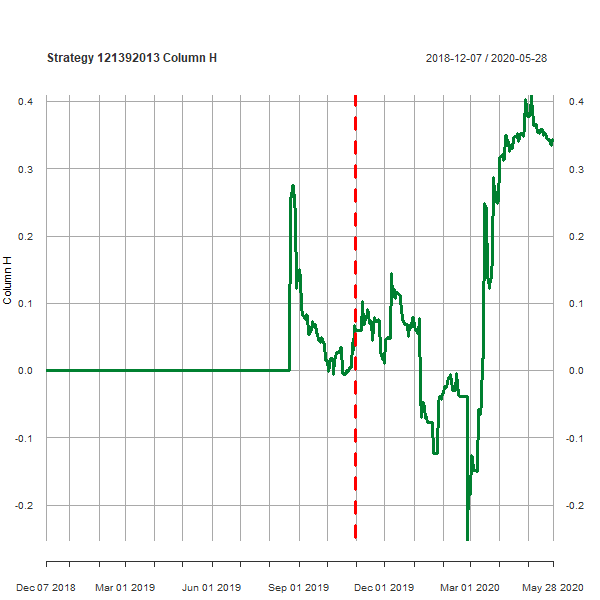 Strategy 121392013 Column H
2018-12-07 / 2020-05-28
0.4 0.4
0.3 0.3
0.2 0.2
0.1 0.1
0.0 0.0
-0.1 -0.1
-0.2 -0.2
Column H
Dec 07 2018 Mar 01 2019 Jun 01 2019 Sep 01 2019 Dec 01 2019 Mar 01 2020 May 28 2020